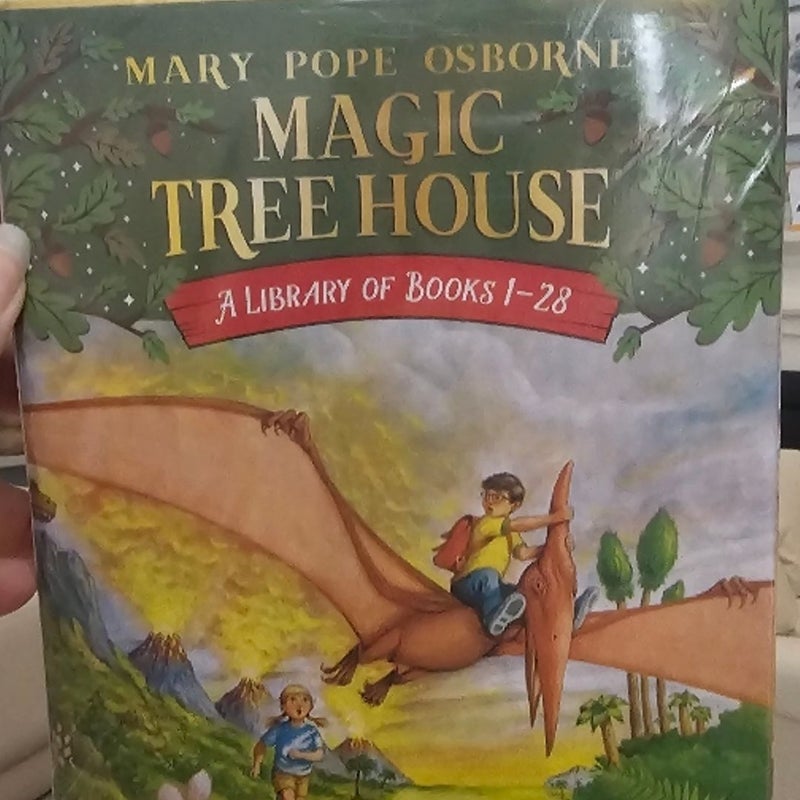 MARY POPE OSBORNE
MAGIC
TREE HOUSE
A LIBRARY OF BOOKS 1–28